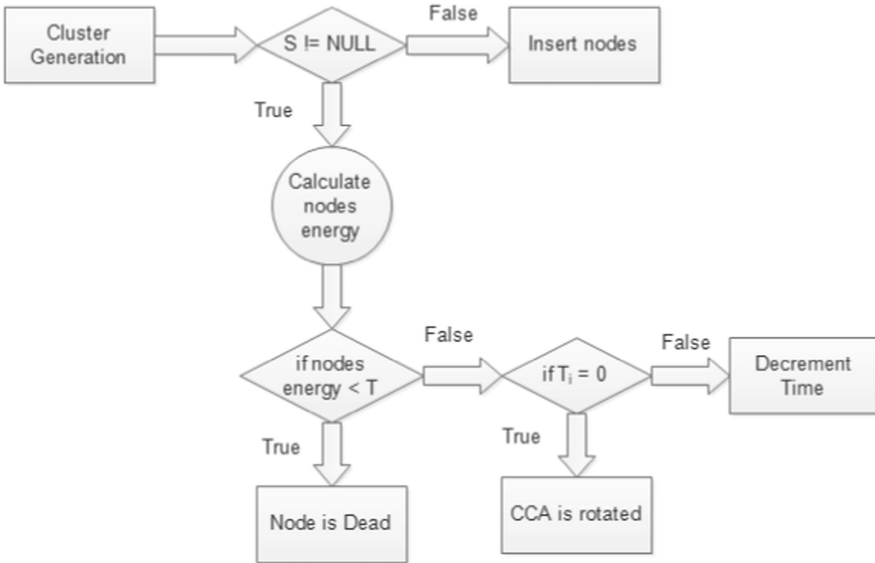 Cluster
Generation
S != NULL
False
Insert nodes
True
Calculate
nodes
energy
if nodes
energy < T
False
if Tᵢ = 0
False
Decrement
Time
True
Node is Dead
True
CCA is rotated